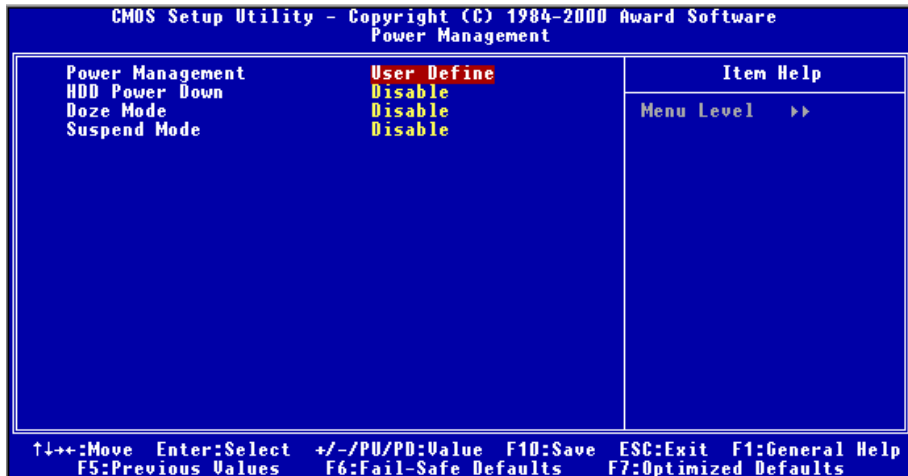 CMOS Setup Utility - Copyright (C) 1984-2000 Award Software
Power Management
Power Management User Define
HDD Power Down Disable
Doze Mode Disable
Suspend Mode Disable
Item Help
Menu Level ►►
↑↓→←:Move Enter:Select +/-/PU/PD:Value F10:Save ESC:Exit F1:General Help
F5:Previous Values F6:Fail-Safe Defaults F7:Optimized Defaults